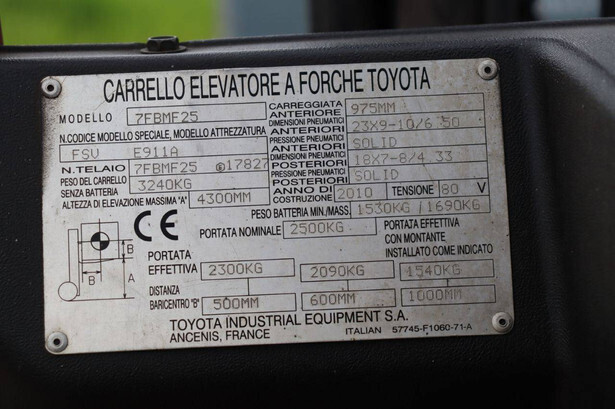 CARRELLO ELEVATORE A FORCHE TOYOTA
MODELLO 7FBMF25
N.CODICE MODELLO SPECIALE, MODELLO ATTREZZATURA
FSV E911A
N.TELAIO 7FBMF25 17827
PESO DEL CARRELLO
SENZA BATTERIA 3240KG
ALTEZZA DI ELEVAZIONE MASSIMA "A" 4300MM
CARREGGIATA
ANTERIORE 975MM
DIMENSIONI PNEUMATICI
ANTERIORI 23X9-10/6.50
PRESSIONE PNEUMATICI
ANTERIORI SOLID
DIMENSIONI PNEUMATICI
POSTERIORI 18X7-8/4.33
PRESSIONE PNEUMATICI
POSTERIORI SOLID
ANNO DI
COSTRUZIONE 2010 TENSIONE 80 V
PESO BATTERIA MIN./MASS. 1530KG / 1690KG
CE
PORTATA NOMINALE 2500KG
PORTATA EFFETTIVA
CON MONTANTE
INSTALLATO COME INDICATO
B
B
A
PORTATA
EFFETTIVA 2300KG 2090KG 1540KG
DISTANZA
BARICENTRO "B" 500MM 600MM 1000MM
TOYOTA INDUSTRIAL EQUIPMENT S.A.
ANCENIS, FRANCE ITALIAN 57745-F1060-71-A